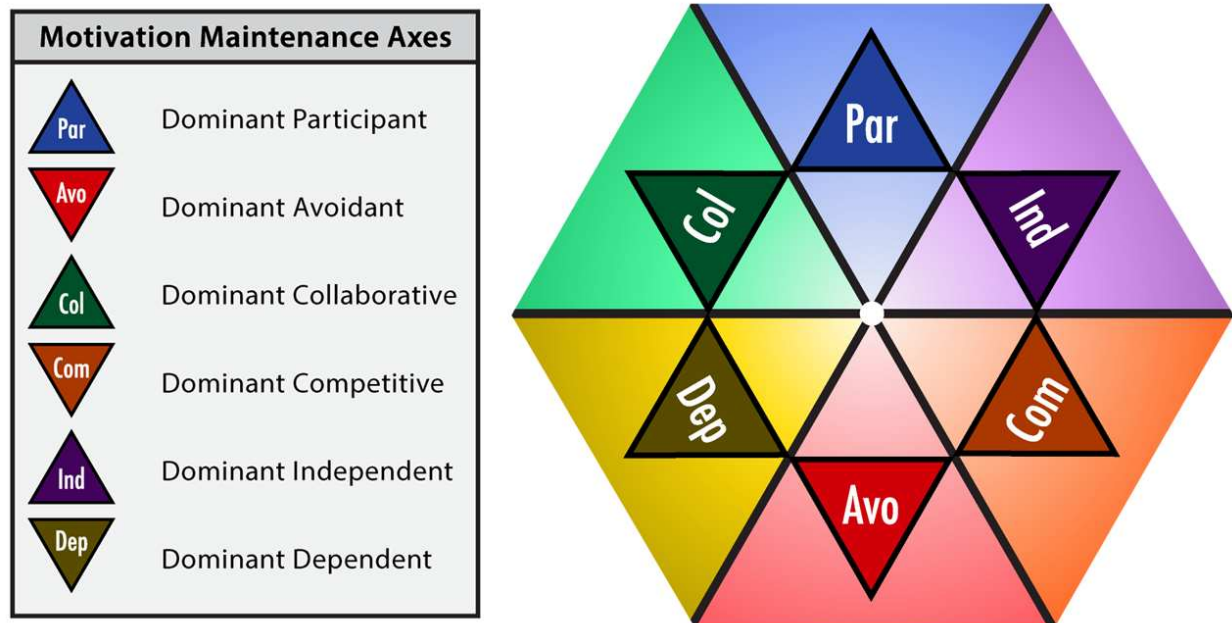 Motivation Maintenance Axes
Par
Dominant Participant
Avo
Dominant Avoidant
Col
Dominant Collaborative
Com
Dominant Competitive
Ind
Dominant Independent
Dep
Dominant Dependent
Par
Col
Ind
Dep
Com
Avo